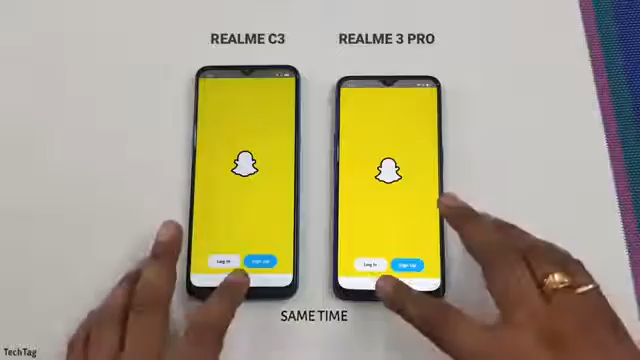 REALME C3
REALME 3 PRO
Log In
Sign Up
Log In
Sign Up
SAME TIME
TechTag